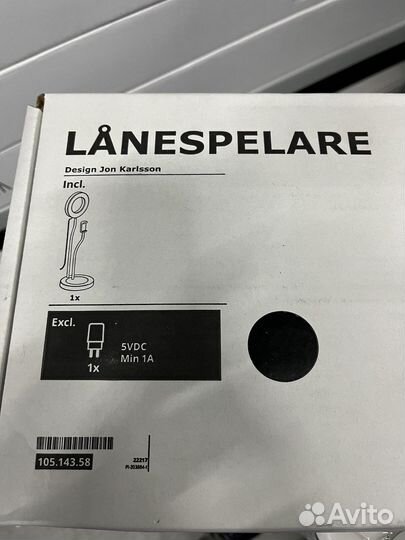 LÅNESPELARE
Design Jon Karlsson
Incl.
1x
Excl.
5VDC
Min 1A
1x
105.143.58
22217
Avito